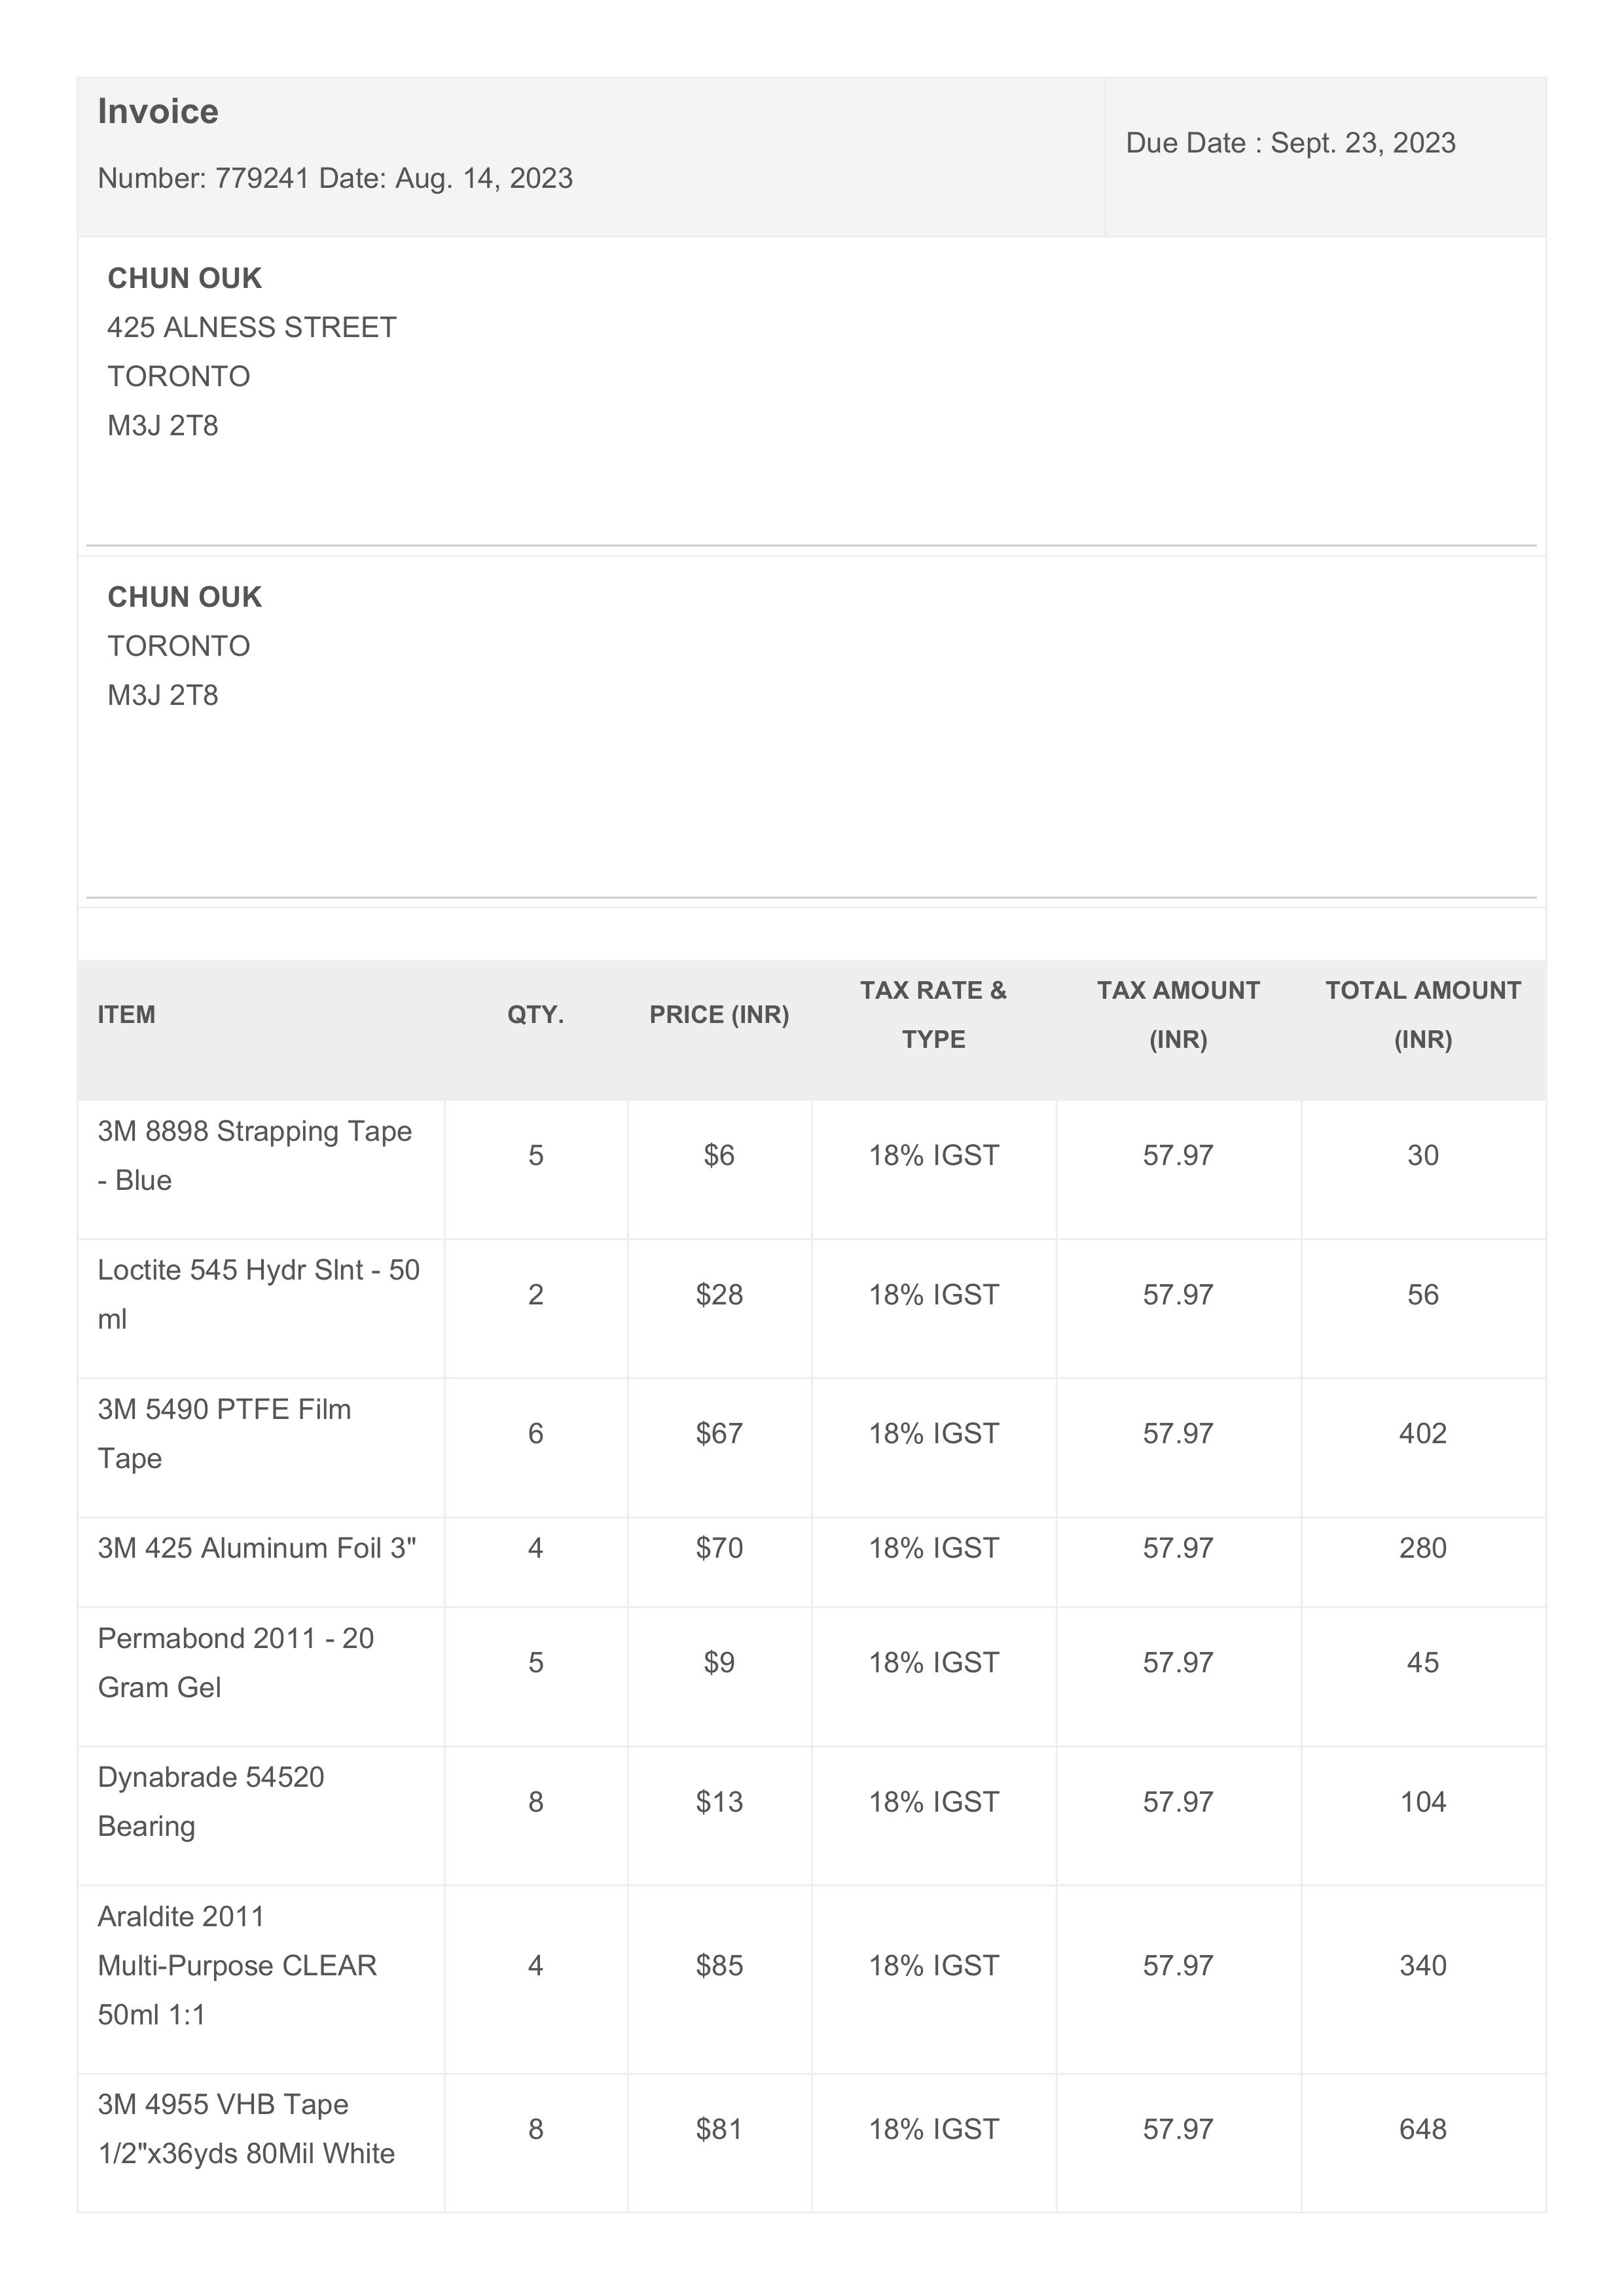 Invoice
Number: 779241 Date: Aug. 14, 2023
Due Date : Sept. 23, 2023
CHUN OUK
425 ALNESS STREET
TORONTO
M3J 2T8
CHUN OUK
TORONTO
M3J 2T8
ITEM QTY. PRICE (INR) TAX RATE & TYPE TAX AMOUNT (INR) TOTAL AMOUNT (INR)
3M 8898 Strapping Tape
- Blue
5 $6 18% IGST 57.97 30
Loctite 545 Hydr Slnt - 50
ml
2 $28 18% IGST 57.97 56
3M 5490 PTFE Film
Tape
6 $67 18% IGST 57.97 402
3M 425 Aluminum Foil 3" 4 $70 18% IGST 57.97 280
Permabond 2011 - 20
Gram Gel
5 $9 18% IGST 57.97 45
Dynabrade 54520
Bearing
8 $13 18% IGST 57.97 104
Araldite 2011
Multi-Purpose CLEAR
50ml 1:1
4 $85 18% IGST 57.97 340
3M 4955 VHB Tape
1/2"x36yds 80Mil White
8 $81 18% IGST 57.97 648